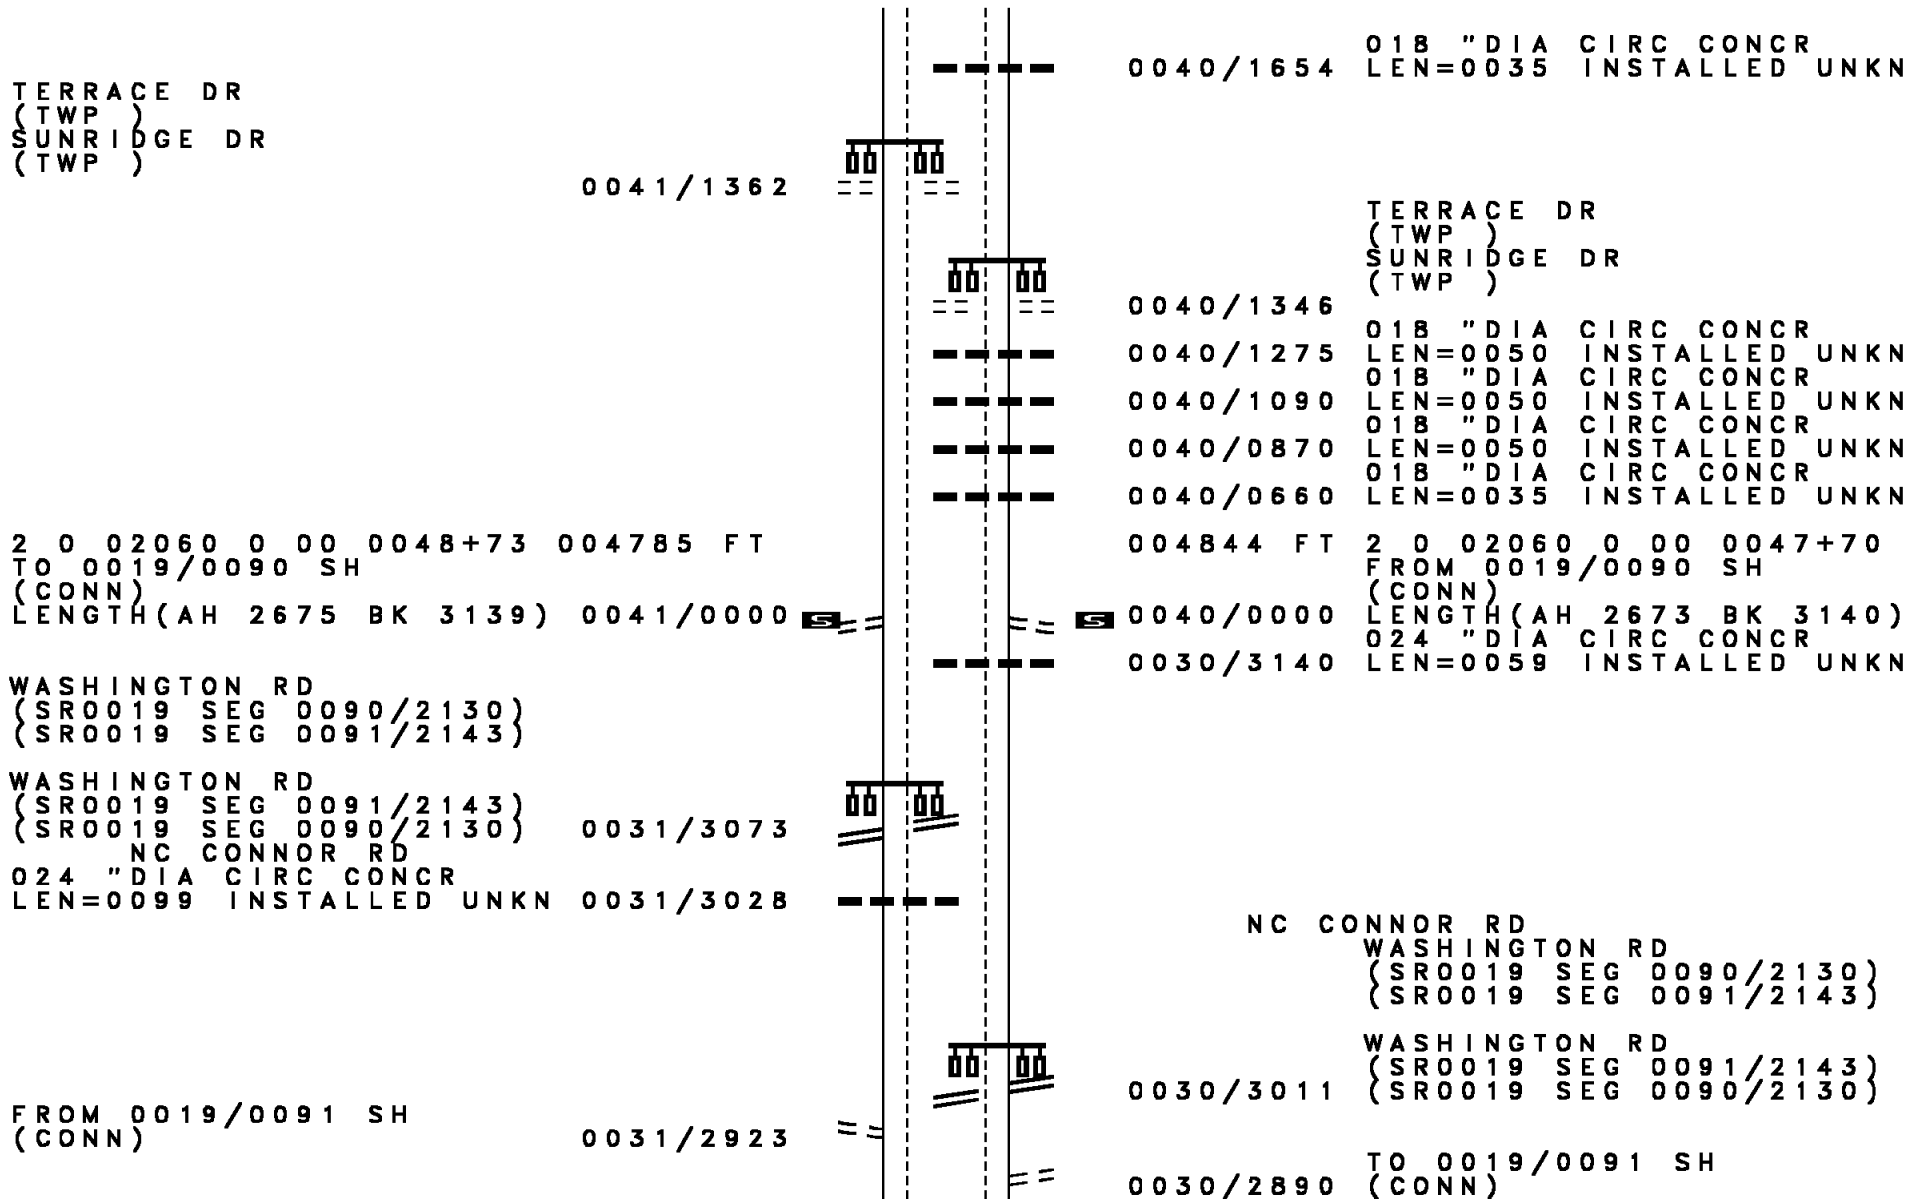 018 "DIA CIRC CONCR
0040/1654 LEN=0035 INSTALLED UNKN
TERRACE DR
(TWP )
SUNRIDGE DR
(TWP )
0041/1362
TERRACE DR
(TWP )
SUNRIDGE DR
(TWP )
0040/1346
018 "DIA CIRC CONCR
0040/1275 LEN=0050 INSTALLED UNKN
018 "DIA CIRC CONCR
0040/1090 LEN=0050 INSTALLED UNKN
018 "DIA CIRC CONCR
0040/0870 LEN=0050 INSTALLED UNKN
018 "DIA CIRC CONCR
0040/0660 LEN=0035 INSTALLED UNKN
2 0 02060 0 00 0048+73 004785 FT
TO 0019/0090 SH
(CONN)
LENGTH(AH 2675 BK 3139) 0041/0000 S
004844 FT 2 0 02060 0 00 0047+70
FROM 0019/0090 SH
(CONN)
S 0040/0000 LENGTH(AH 2673 BK 3140)
024 "DIA CIRC CONCR
0030/3140 LEN=0059 INSTALLED UNKN
WASHINGTON RD
(SR0019 SEG 0090/2130)
(SR0019 SEG 0091/2143)
WASHINGTON RD
(SR0019 SEG 0091/2143)
(SR0019 SEG 0090/2130) 0031/3073
NC CONNOR RD
024 "DIA CIRC CONCR
LEN=0099 INSTALLED UNKN 0031/3028
NC CONNOR RD
WASHINGTON RD
(SR0019 SEG 0090/2130)
(SR0019 SEG 0091/2143)
WASHINGTON RD
(SR0019 SEG 0091/2143)
0030/3011 (SR0019 SEG 0090/2130)
FROM 0019/0091 SH
(CONN) 0031/2923
TO 0019/0091 SH
0030/2890 (CONN)